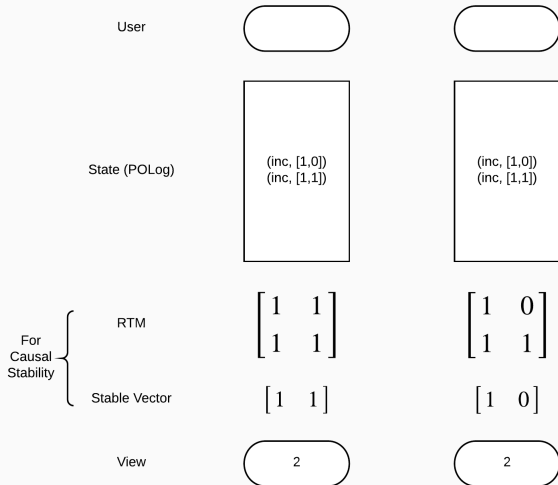 User
State (POLog)
(inc, [1,0])
(inc, [1,1])
(inc, [1,0])
(inc, [1,1])
For
Causal
Stability
RTM
1 1
1 1
1 0
1 1
Stable Vector
[1 1]
[1 0]
View
2
2